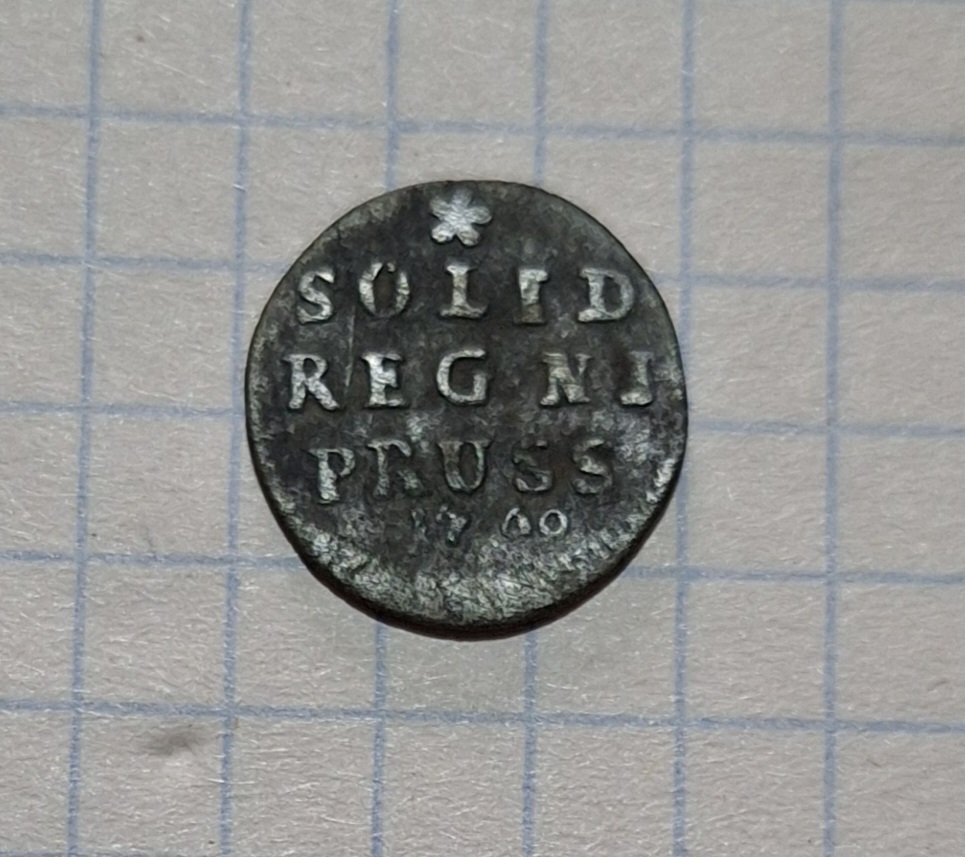 SOLID
REGNI
PRUSS
1760